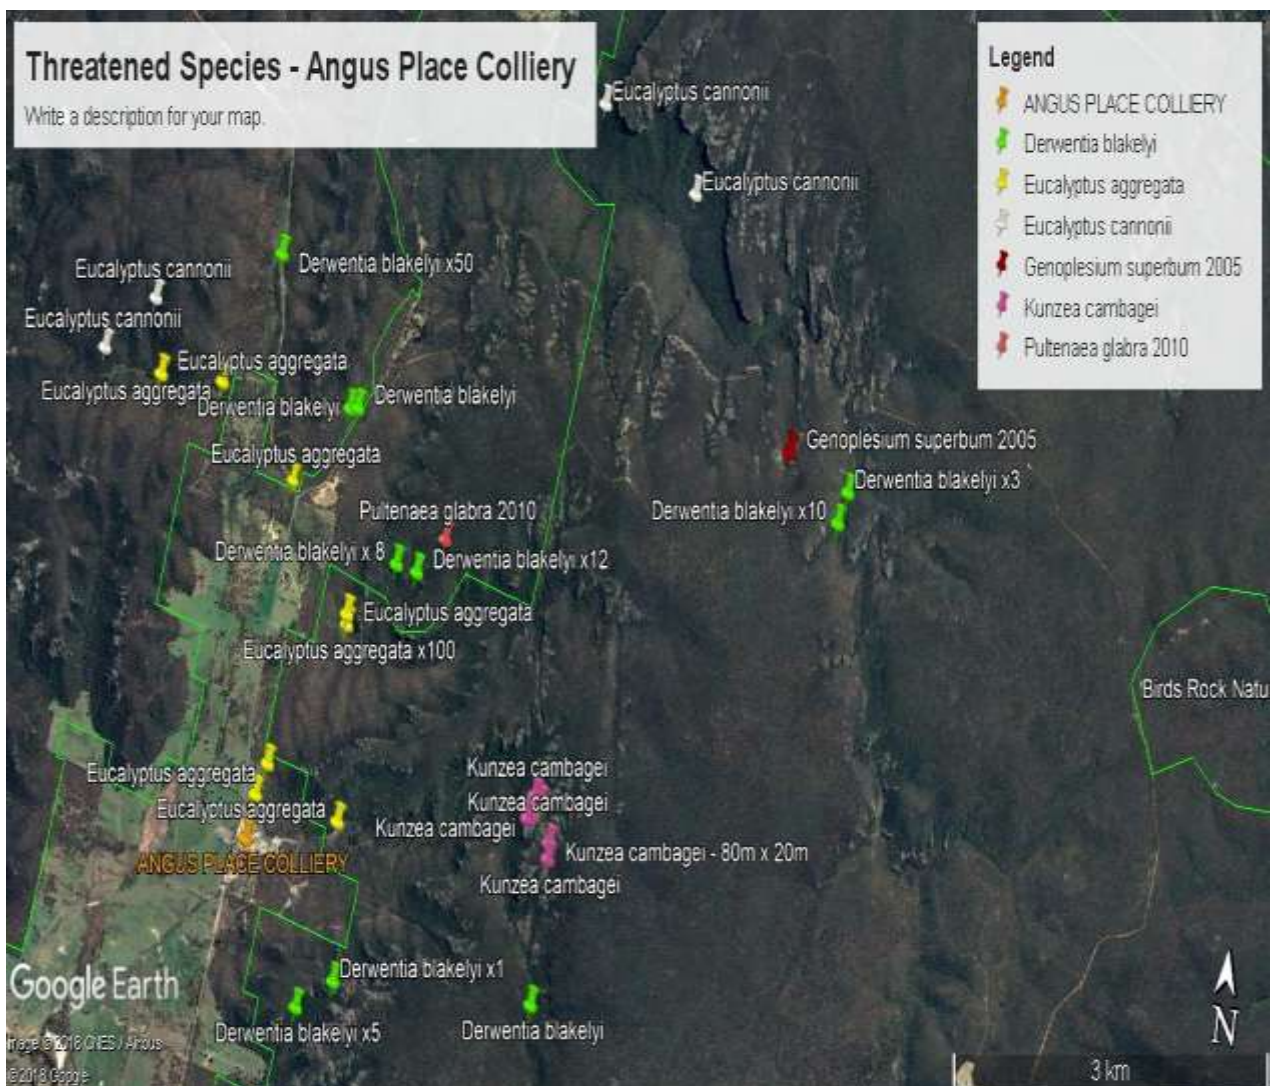 Threatened Species - Angus Place Colliery
Write a description for your map.
Legend
ANGUS PLACE COLLIERY
Derwentia blakelyi
Eucalyptus aggregata
Eucalyptus cannonii
Genoplesium superbum 2005
Kunzea cambagei
Pultenaea glabra 2010
Eucalyptus cannonii
Eucalyptus cannonii
Derwentia blakelyi x50
Eucalyptus cannonii
Eucalyptus cannonii
Eucalyptus aggregata
Eucalyptus aggregata
Derwentia blakelyi
Derwentia blakelyi
Eucalyptus aggregata
Genoplesium superbum 2005
Derwentia blakelyi x3
Derwentia blakelyi x10
Pultenaea glabra 2010
Derwentia blakelyi x 8
Derwentia blakelyi x12
Eucalyptus aggregata
Eucalyptus aggregata x100
Birds Rock Natu
Eucalyptus aggregata
Eucalyptus aggregata
ANGUS PLACE COLLIERY
Kunzea cambagei
Kunzea cambagei
Kunzea cambagei
Kunzea cambagei - 80m x 20m
Kunzea cambagei
Derwentia blakelyi x1
Derwentia blakelyi x5
Derwentia blakelyi
Google Earth
Image © 2018 CNES / Airbus
© 2018 Google
N
3 km